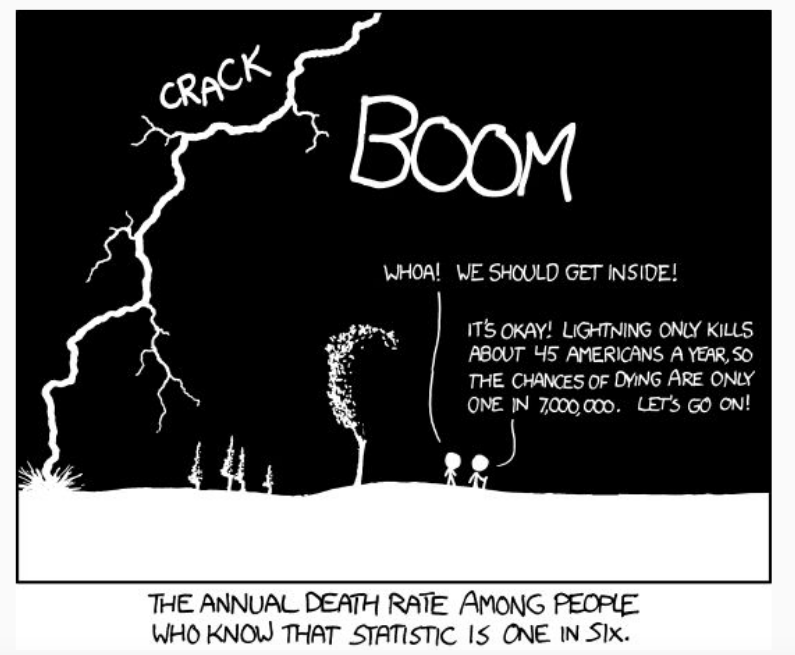 CRACK
BOOM
WHOA! WE SHOULD GET INSIDE!
IT'S OKAY! LIGHTNING ONLY KILLS
ABOUT 45 AMERICANS A YEAR, SO
THE CHANCES OF DYING ARE ONLY
ONE IN 7,000,000. LET'S GO ON!
THE ANNUAL DEATH RATE AMONG PEOPLE
WHO KNOW THAT STATISTIC IS ONE IN SIX.